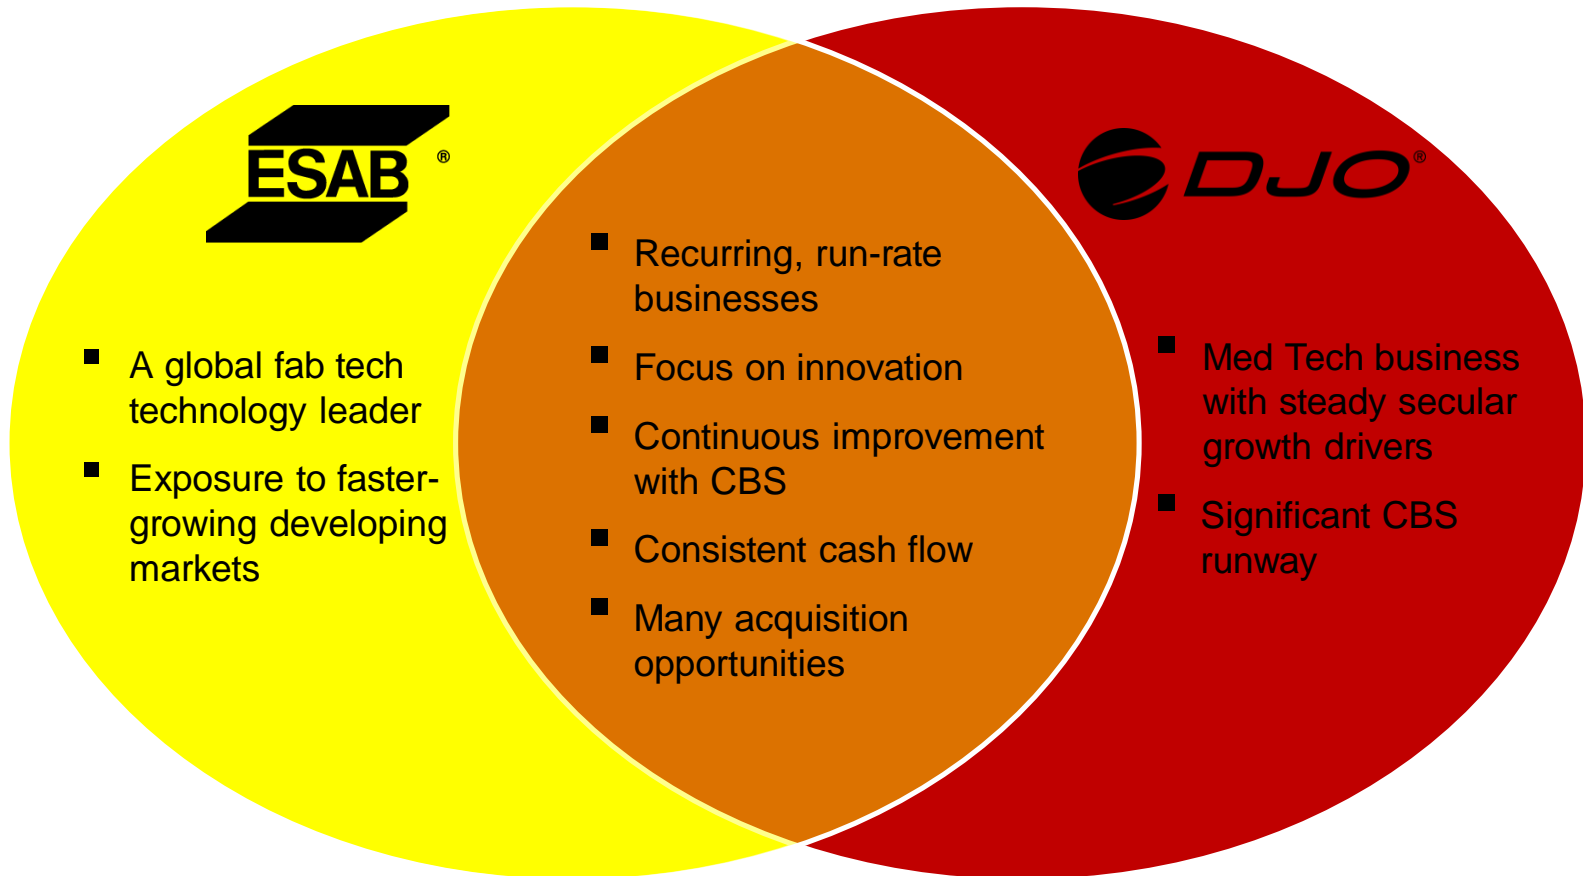 ESAB ®
A global fab tech
technology leader
Exposure to faster-
growing developing
markets
Recurring, run-rate
businesses
Focus on innovation
Continuous improvement
with CBS
Consistent cash flow
Many acquisition
opportunities
DJO®
Med Tech business
with steady secular
growth drivers
Significant CBS
runway